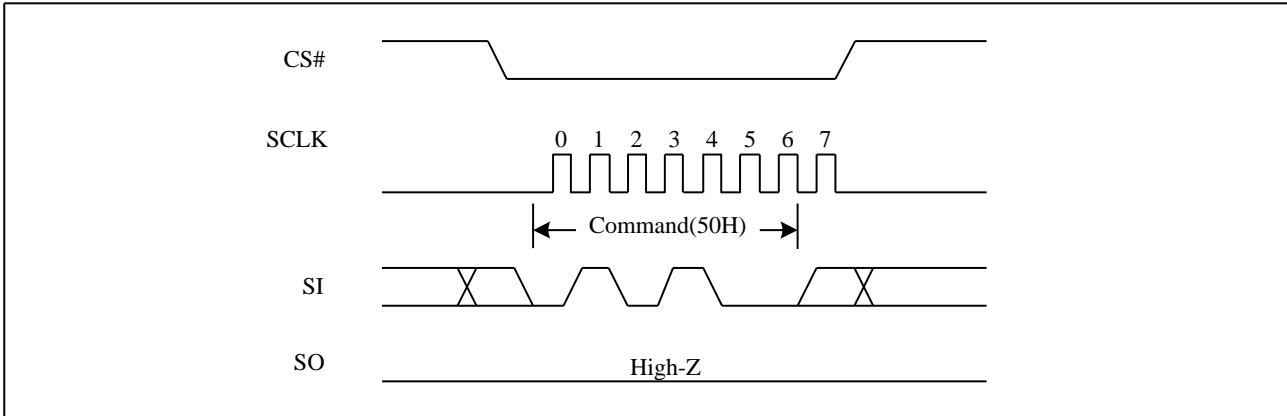 CS#
SCLK
0 1 2 3 4 5 6 7
Command(50H)
SI
SO
High-Z